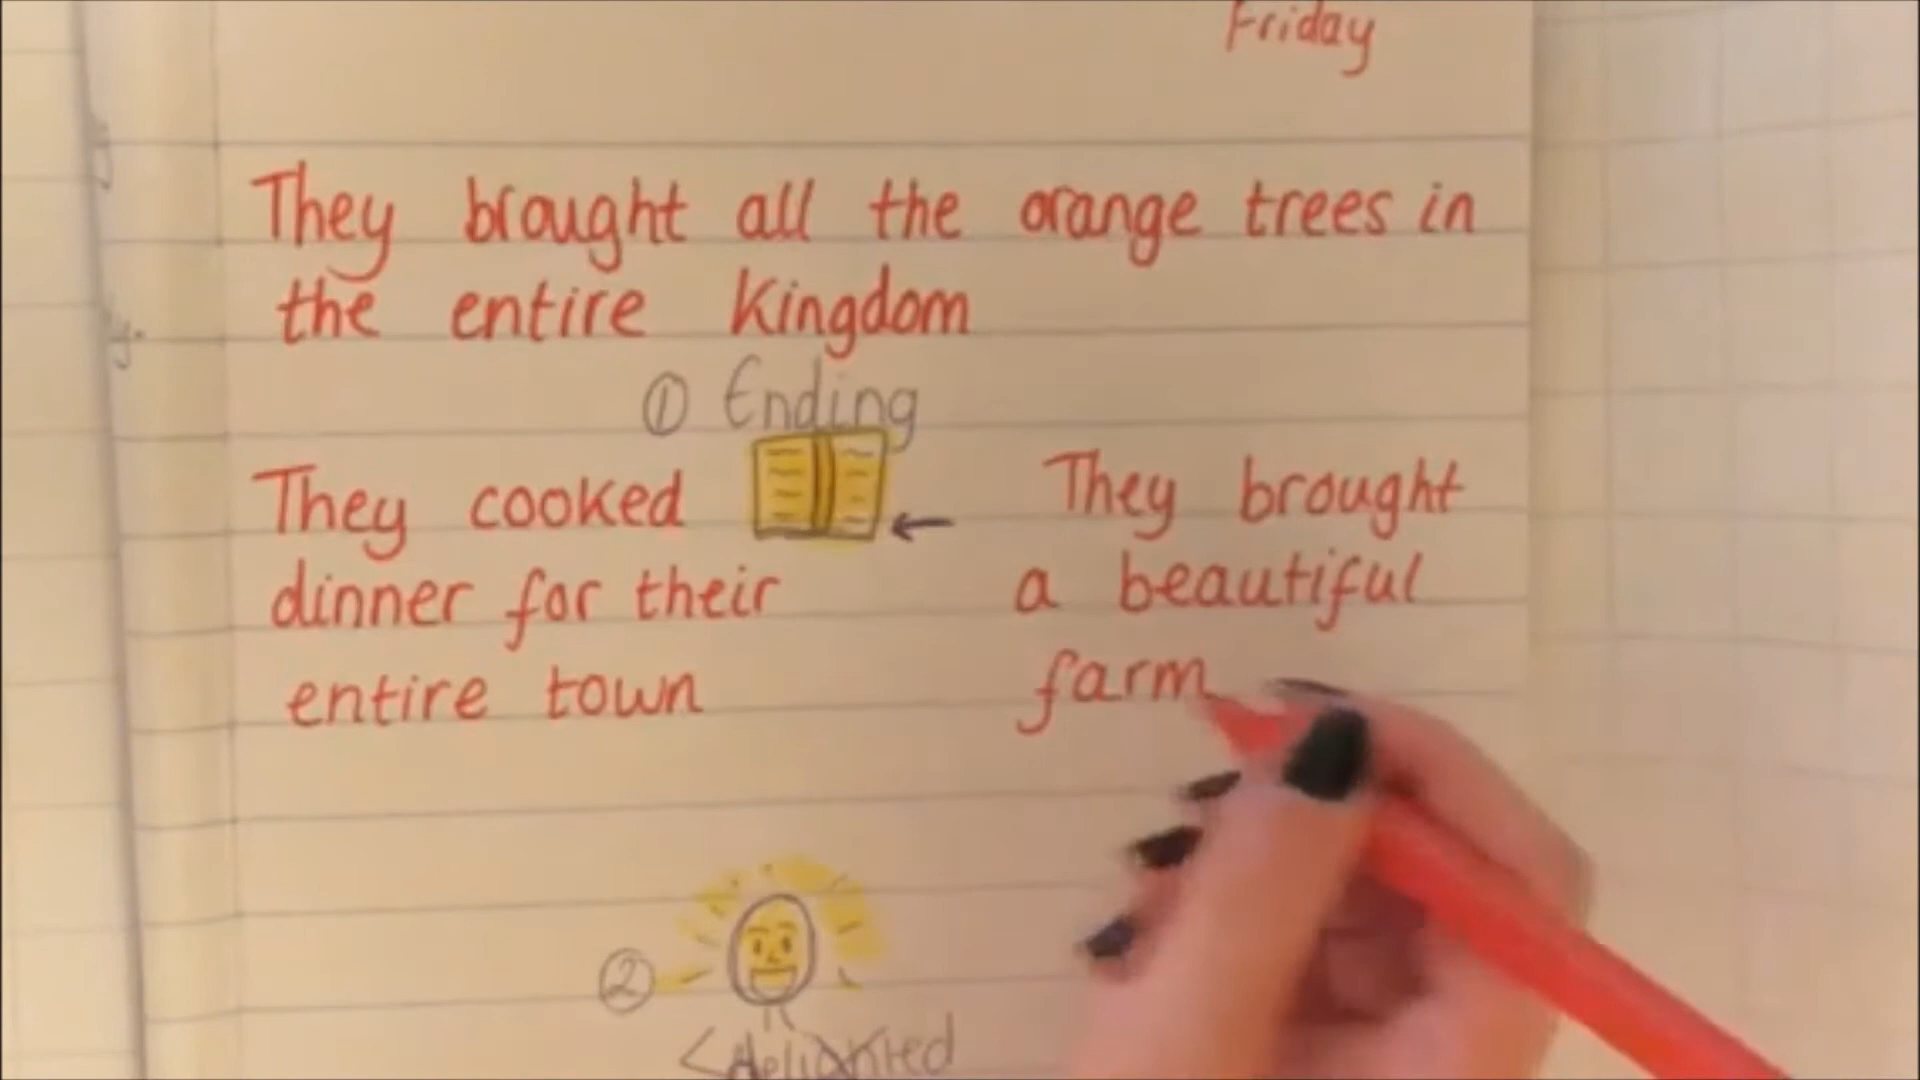 Friday
They brought all the orange trees in
the entire Kingdom
① Ending
They cooked
dinner for their
entire town
They brought
a beautiful
farm
②
delighted